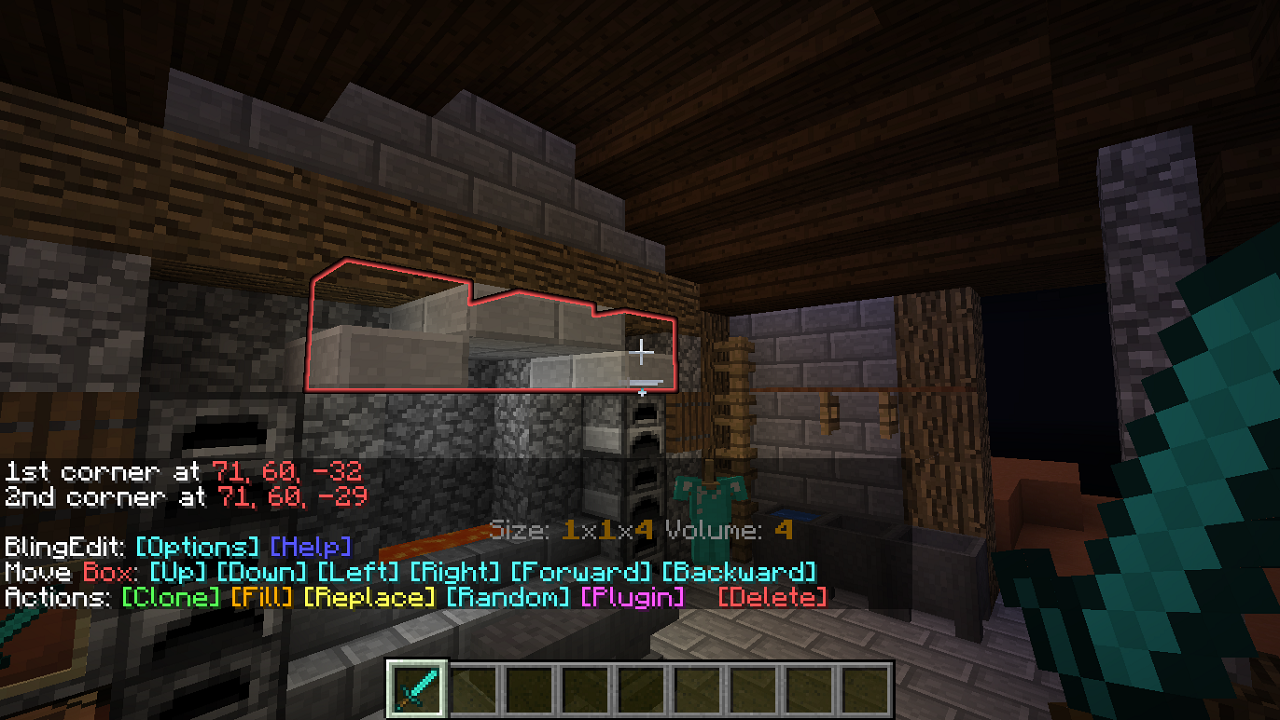 1st corner at 71, 60, -32
2nd corner at 71, 60, -29
Size: 1x1x4 Volume: 4
BlingEdit: [Options] [Help]
Move Box: [Up] [Down] [Left] [Right] [Forward] [Backward]
Actions: [Clone] [Fill] [Replace] [Random] [Plugin] [Delete]